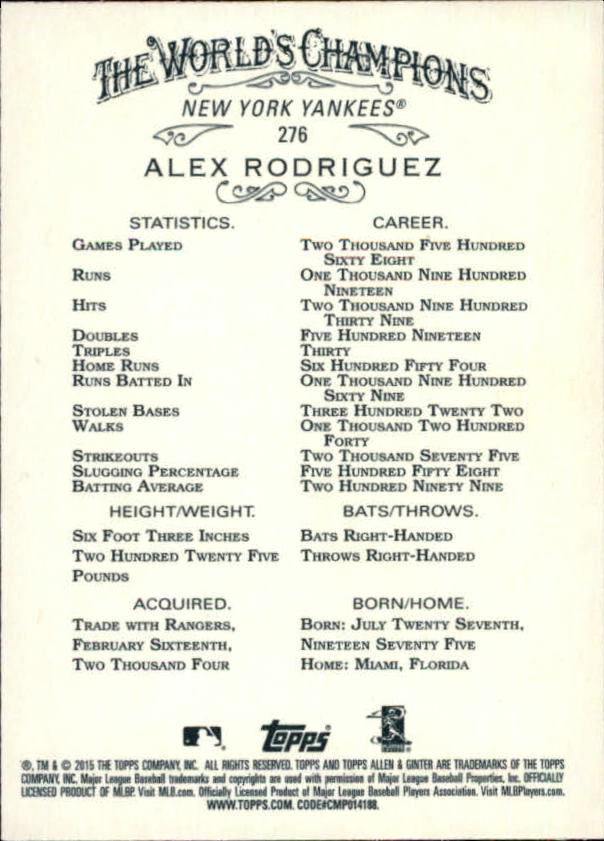 THE WORLD'S CHAMPIONS
NEW YORK YANKEES®
276
ALEX RODRIGUEZ
STATISTICS. CAREER.
GAMES PLAYED TWO THOUSAND FIVE HUNDRED
SIXTY EIGHT
RUNS ONE THOUSAND NINE HUNDRED
NINETEEN
HITS TWO THOUSAND NINE HUNDRED
THIRTY NINE
DOUBLES FIVE HUNDRED NINETEEN
TRIPLES THIRTY
HOME RUNS SIX HUNDRED FIFTY FOUR
RUNS BATTED IN ONE THOUSAND NINE HUNDRED
SIXTY NINE
STOLEN BASES THREE HUNDRED TWENTY TWO
WALKS ONE THOUSAND TWO HUNDRED
FORTY
STRIKEOUTS TWO THOUSAND SEVENTY FIVE
SLUGGING PERCENTAGE FIVE HUNDRED FIFTY EIGHT
BATTING AVERAGE TWO HUNDRED NINETY NINE
HEIGHT/WEIGHT. BATS/THROWS.
SIX FOOT THREE INCHES BATS RIGHT-HANDED
TWO HUNDRED TWENTY FIVE THROWS RIGHT-HANDED
POUNDS
ACQUIRED. BORN/HOME.
TRADE WITH RANGERS, BORN: JULY TWENTY SEVENTH,
FEBRUARY SIXTEENTH, NINETEEN SEVENTY FIVE
TWO THOUSAND FOUR HOME: MIAMI, FLORIDA
Topps
®, TM & © 2015 THE TOPPS COMPANY, INC. ALL RIGHTS RESERVED. TOPPS AND TOPPS ALLEN & GINTER ARE TRADEMARKS OF THE TOPPS
COMPANY, INC. Major League Baseball trademarks and copyrights are used with permission of Major League Baseball Properties, Inc. OFFICIALLY
LICENSED PRODUCT OF MLBP. Visit MLB.com. Officially Licensed Product of Major League Baseball Players Association. Visit MLBPlayers.com.
WWW.TOPPS.COM. CODE#CMP014188.